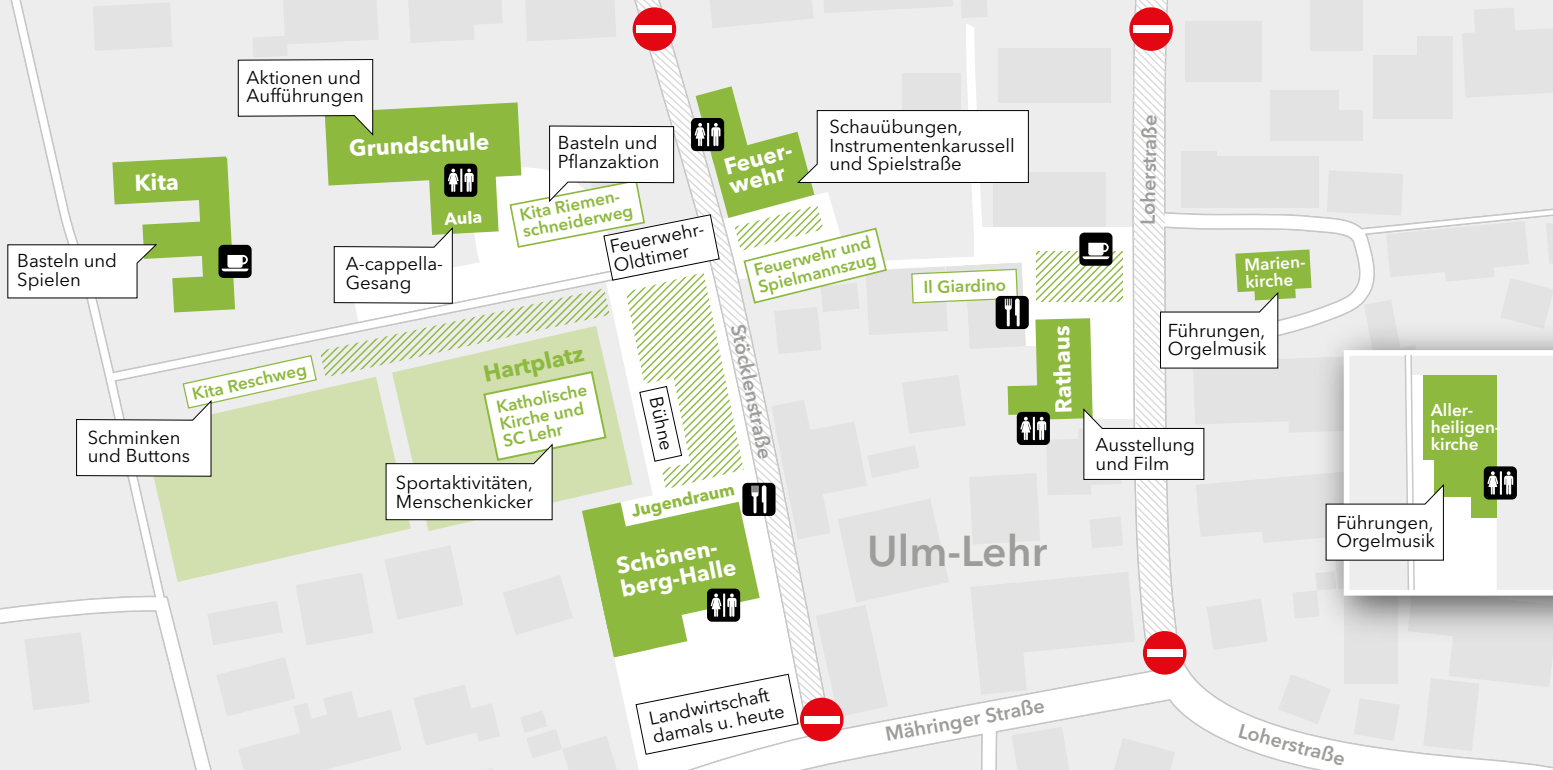 Aktionen und
Aufführungen
Grundschule
Aula
Kita
Basteln und
Spielen
A-cappella-
Gesang
Basteln und
Pflanzaktion
Kita Riemen-
schneiderweg
Feuerwehr-
Oldtimer
Feuer-
wehr
Schauübungen,
Instrumentenkarussell
und Spielstraße
Feuerwehr und
Spielmannszug
Il Giardino
Loherstraße
Marien-
kirche
Führungen,
Orgelmusik
Rathaus
Ausstellung
und Film
Kita Reschweg
Schminken
und Buttons
Hartplatz
Katholische
Kirche und
SC Lehr
Sportaktivitäten,
Menschenkicker
Bühne
Stöcklenstraße
Jugendraum
Schönen-
berg-Halle
Ulm-Lehr
Aller-
heiligen-
kirche
Führungen,
Orgelmusik
Landwirtschaft
damals u. heute
Mähringer Straße
Loherstraße